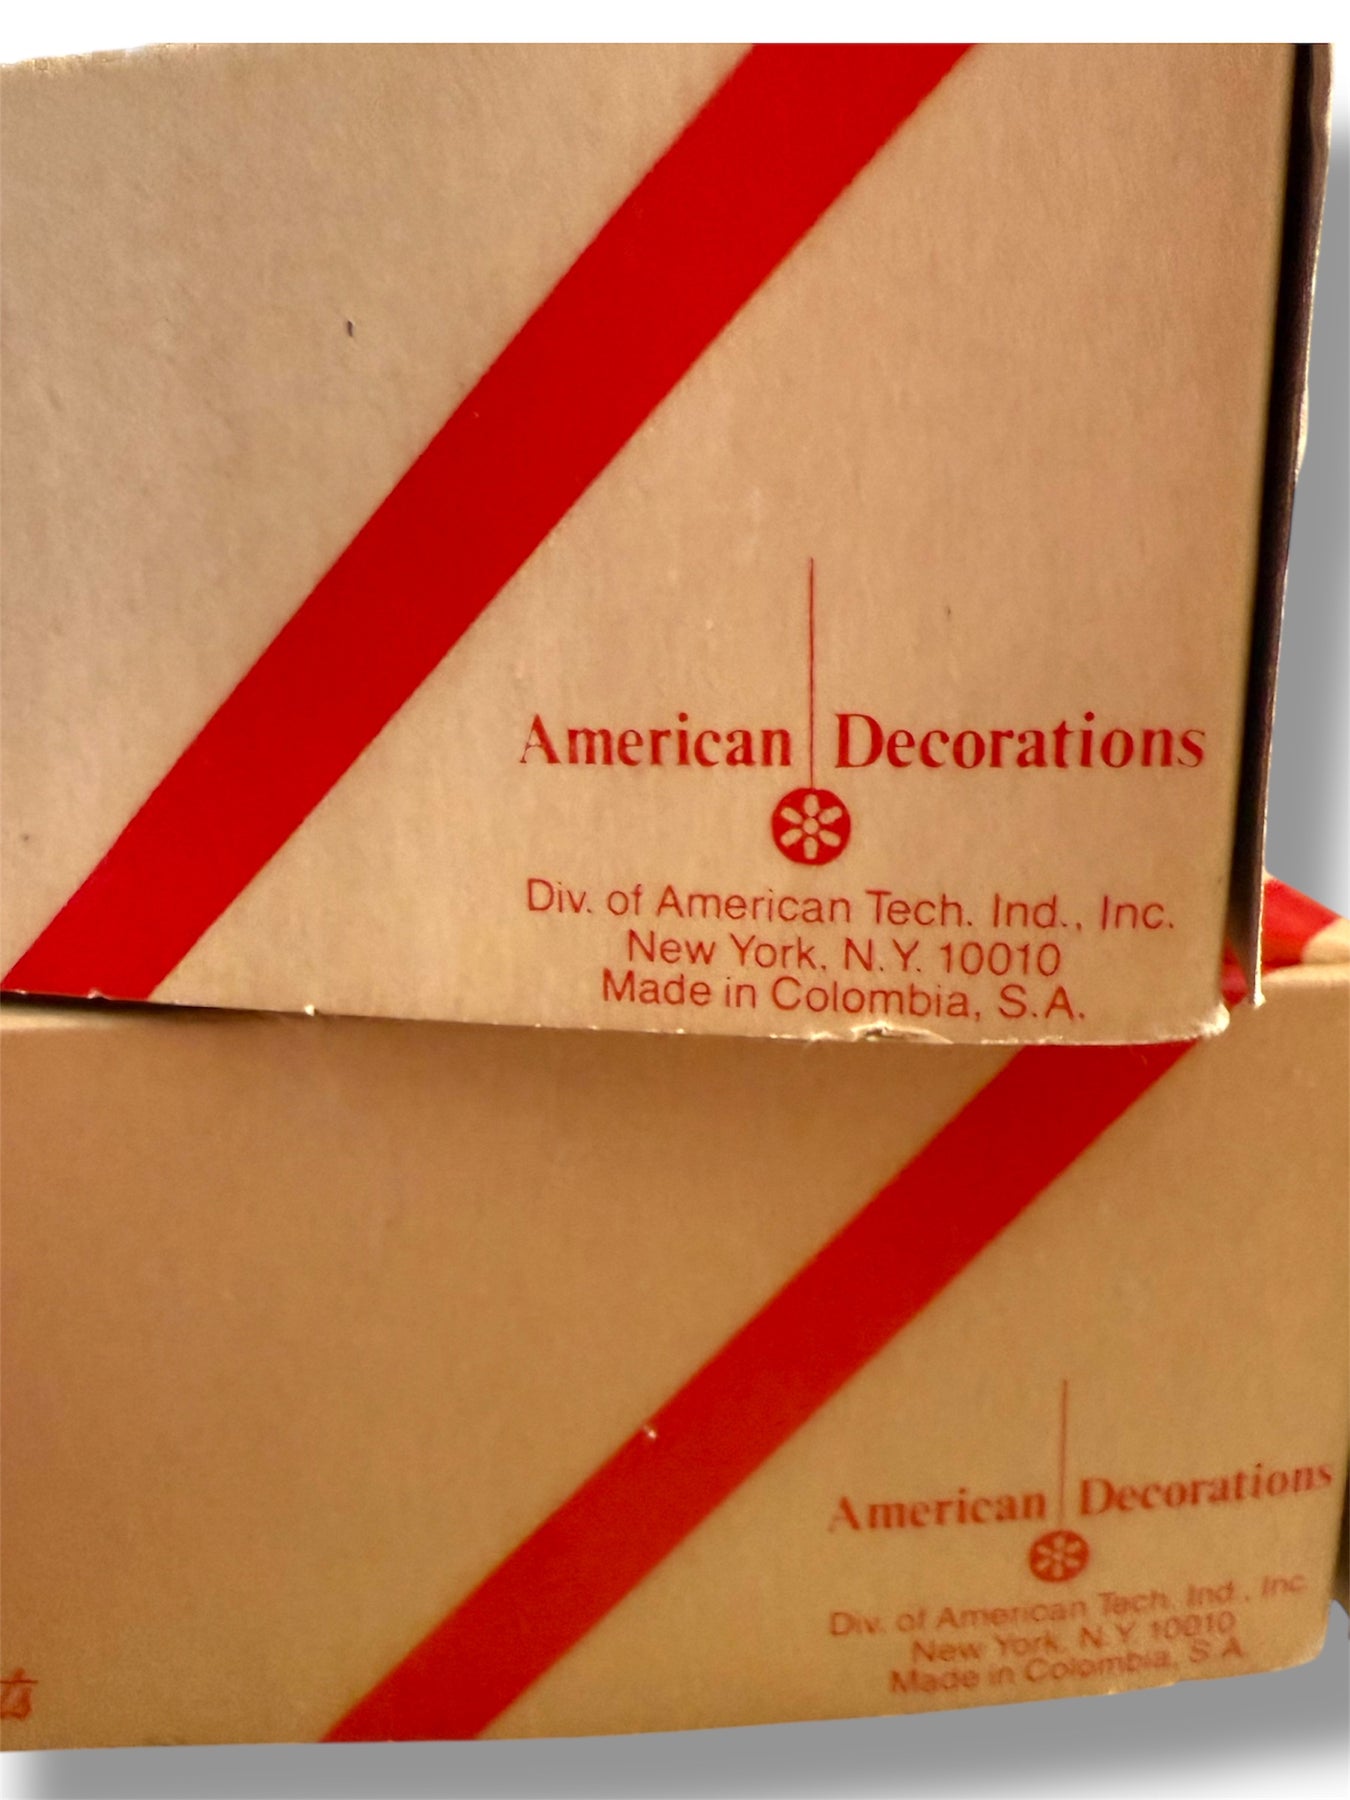 American Decorations
Div. of American Tech. Ind., Inc.
New York, N.Y. 10010
Made in Colombia, S.A.
American Decorations
Div. of American Tech. Ind., Inc
New York, N.Y. 10010
Made in Colombia, S.A.
ts